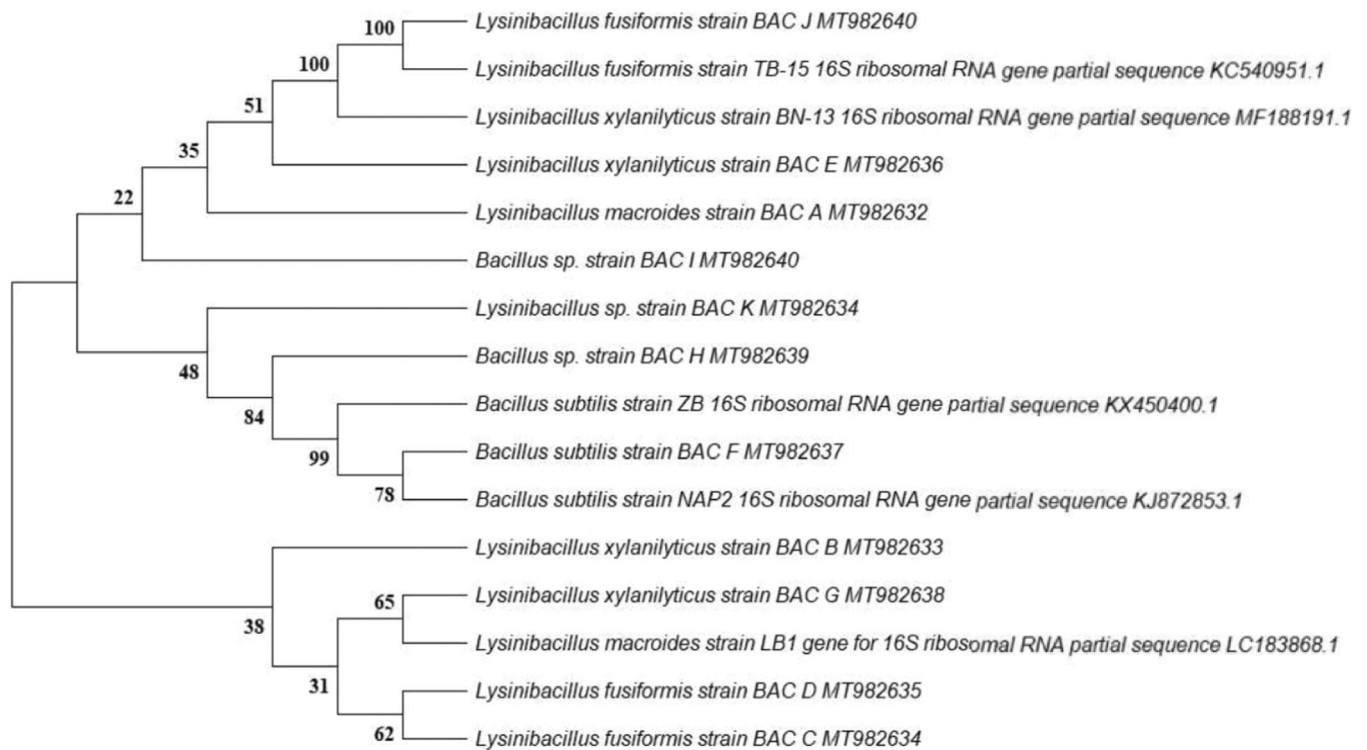 100
Lysinibacillus fusiformis strain BAC J MT982640
100
Lysinibacillus fusiformis strain TB-15 16S ribosomal RNA gene partial sequence KC540951.1
51
Lysinibacillus xylanilyticus strain BN-13 16S ribosomal RNA gene partial sequence MF188191.1
35
Lysinibacillus xylanilyticus strain BAC E MT982636
22
Lysinibacillus macroides strain BAC A MT982632
Bacillus sp. strain BAC I MT982640
Lysinibacillus sp. strain BAC K MT982634
48
Bacillus sp. strain BAC H MT982639
84
Bacillus subtilis strain ZB 16S ribosomal RNA gene partial sequence KX450400.1
99
Bacillus subtilis strain BAC F MT982637
78
Bacillus subtilis strain NAP2 16S ribosomal RNA gene partial sequence KJ872853.1
Lysinibacillus xylanilyticus strain BAC B MT982633
38
65
Lysinibacillus xylanilyticus strain BAC G MT982638
Lysinibacillus macroides strain LB1 gene for 16S ribosomal RNA partial sequence LC183868.1
31
Lysinibacillus fusiformis strain BAC D MT982635
62
Lysinibacillus fusiformis strain BAC C MT982634